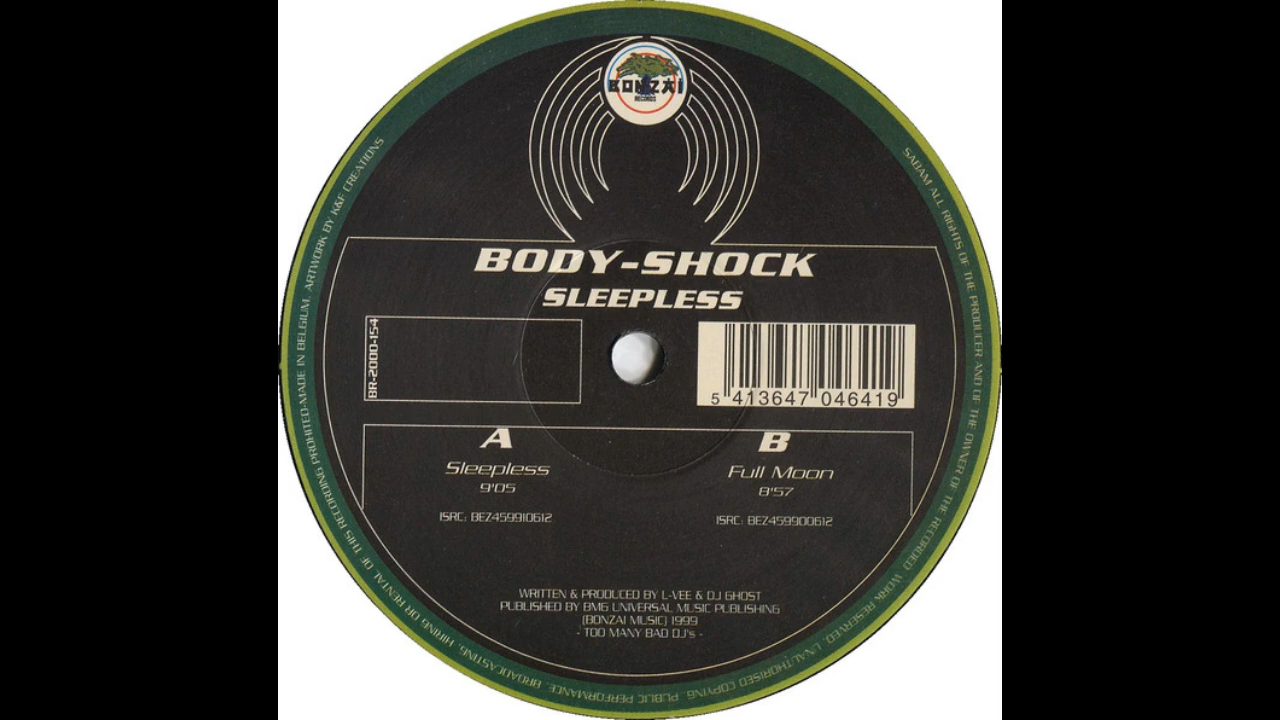 BONZAI
RECORDS
BODY-SHOCK
SLEEPLESS
BR-2000-154
5 413647 046419
A
Sleepless
9'05
ISRC: BEZ459910612
B
Full Moon
8'57
ISRC: BEZ459900612
WRITTEN & PRODUCED BY L-VEE & DJ GHOST
PUBLISHED BY BMG UNIVERSAL MUSIC PUBLISHING
(BONZAI MUSIC) 1999
- TOO MANY BAD DJ's -
SABAM ALL RIGHTS OF THE PRODUCER AND OF THE OWNER OF THE RECORDED WORK RESERVED. UNAUTHORISED COPYING PUBLIC PERFORMANCE, BROADCASTING, HIRING OR RENTAL OF THIS RECORDING PROHITED-MADE IN BELGIUM. ARTWORK BY K&F CREATIONS